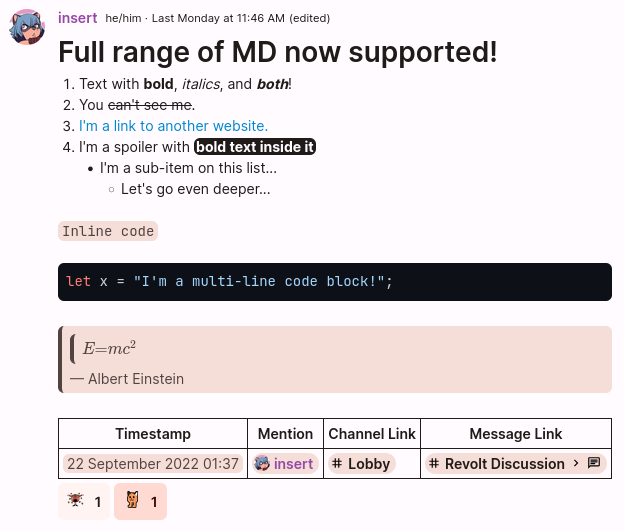 insert he/him · Last Monday at 11:46 AM (edited)
Full range of MD now supported!
1. Text with bold, italics, and both!
2. You can't see me.
3. I'm a link to another website.
4. I'm a spoiler with bold text inside it
• I'm a sub-item on this list...
○ Let's go even deeper...
Inline code
let x = "I'm a multi-line code block!";
E=mc²
— Albert Einstein
Timestamp Mention Channel Link Message Link
22 September 2022 01:37 insert # Lobby # Revolt Discussion >
1 1